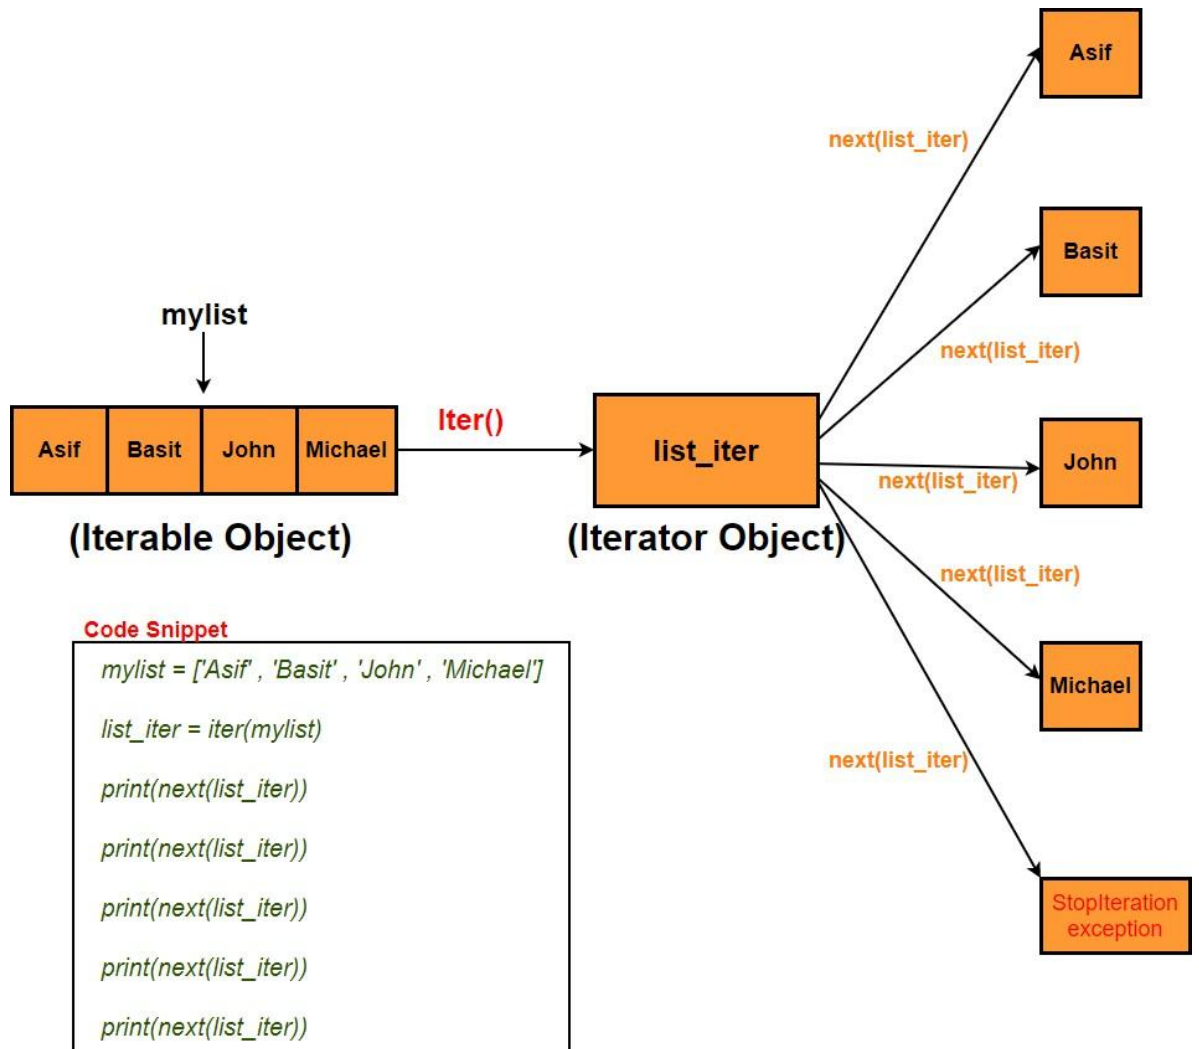 Asif
next(list_iter)
Basit
next(list_iter)
mylist
Asif
Basit
John
Michael
Iter()
list_iter
John
next(list_iter)
(Iterable Object)
(Iterator Object)
next(list_iter)
Michael
next(list_iter)
StopIteration
exception
Code Snippet
mylist = ['Asif' , 'Basit' , 'John' , 'Michael']
list_iter = iter(mylist)
print(next(list_iter))
print(next(list_iter))
print(next(list_iter))
print(next(list_iter))
print(next(list_iter))